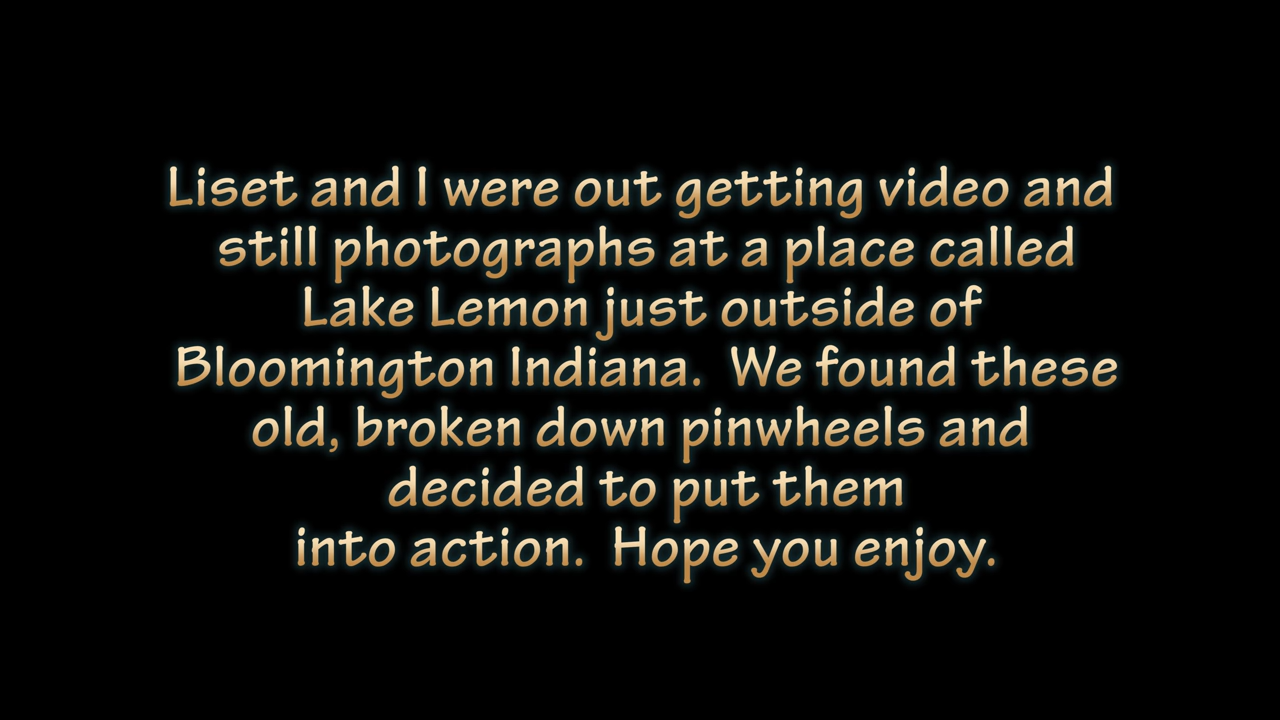 Liset and I were out getting video and
still photographs at a place called
Lake Lemon just outside of
Bloomington Indiana.  We found these
old, broken down pinwheels and
decided to put them
into action.  Hope you enjoy.